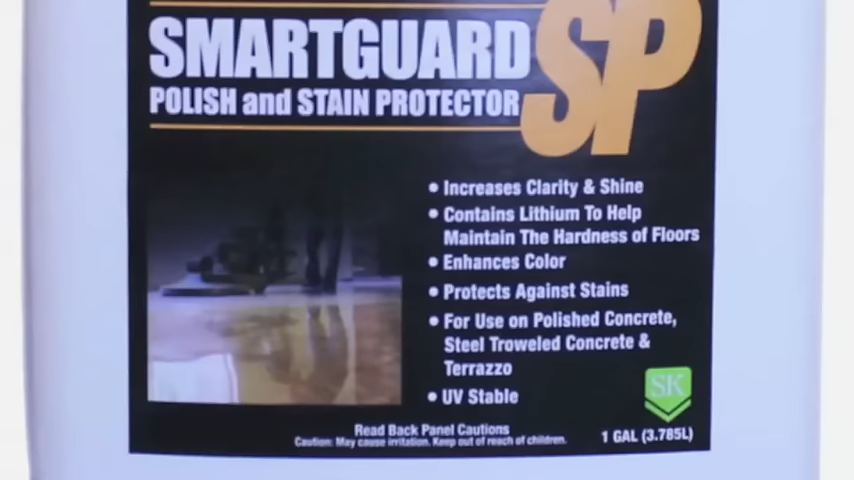 SMARTGUARD SP
POLISH and STAIN PROTECTOR
• Increases Clarity & Shine
• Contains Lithium To Help
Maintain The Hardness of Floors
• Enhances Color
• Protects Against Stains
• For Use on Polished Concrete,
Steel Troweled Concrete &
Terrazzo
• UV Stable
SK
Read Back Panel Cautions
Caution: May cause irritation. Keep out of reach of children.
1 GAL (3.785L)